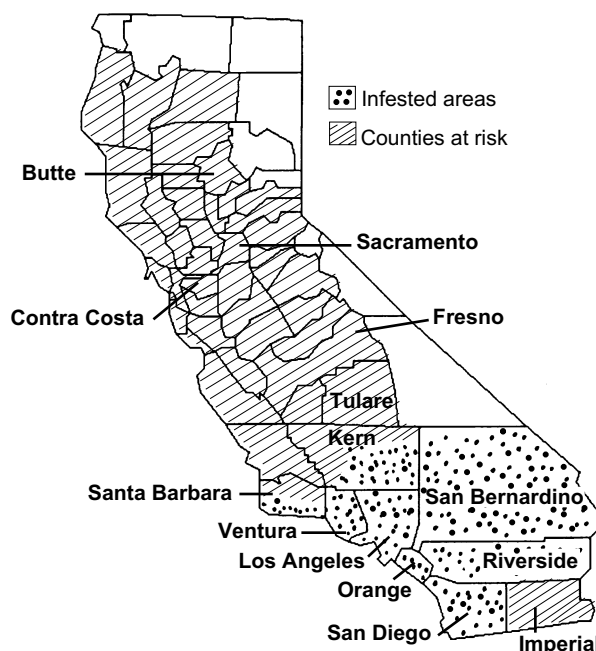 Infested areas
Counties at risk
Butte
Sacramento
Contra Costa
Fresno
Tulare
Kern
Santa Barbara
San Bernardino
Ventura
Los Angeles
Riverside
Orange
San Diego
Imperial